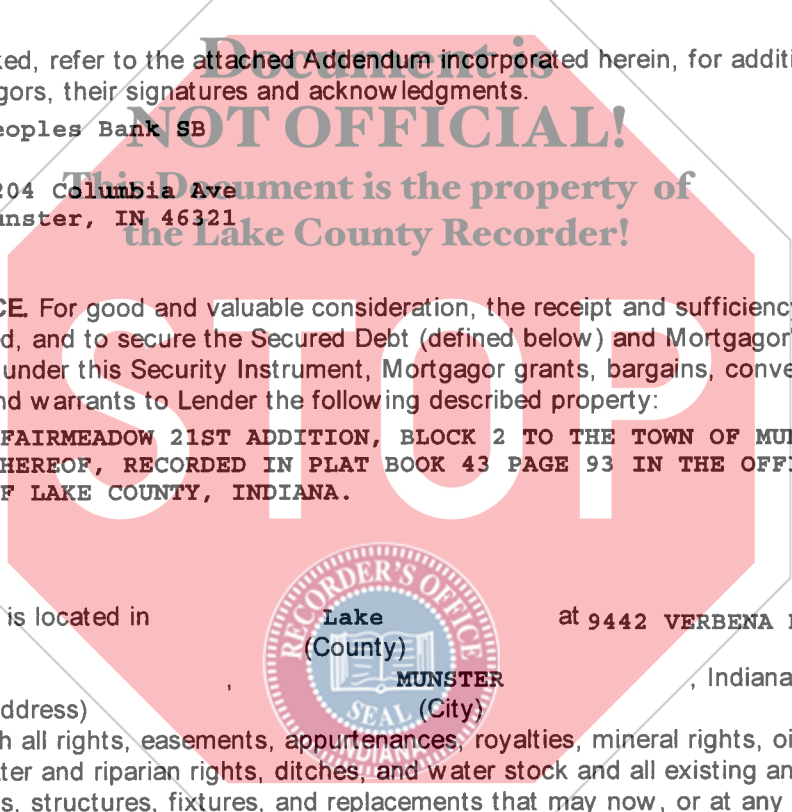 Document is
ked, refer to the attached Addendum incorporated herein, for additi
gors, their signatures and acknowledgments.
NOT OFFICIAL!
eoples Bank SB
This Document is the property of
204 Columbia Ave
unster, IN 46321
the Lake County Recorder!
CE. For good and valuable consideration, the receipt and sufficiency
d, and to secure the Secured Debt (defined below) and Mortgagor'
under this Security Instrument, Mortgagor grants, bargains, conve
nd warrants to Lender the following described property:
STOP
FAIRMEADOW 21ST ADDITION, BLOCK 2 TO THE TOWN OF MUN
HEREOF, RECORDED IN PLAT BOOK 43 PAGE 93 IN THE OFFI
F LAKE COUNTY, INDIANA.
RECORDER'S OFFICE
is located in Lake at 9442 VERBENA
(County)
, MUNSTER , Indiana
ddress) (City)
SEAL
INDIANA
h all rights, easements, appurtenances, royalties, mineral rights, oi
ter and riparian rights, ditches, and water stock and all existing an
s, structures, fixtures, and replacements that may now, or at any